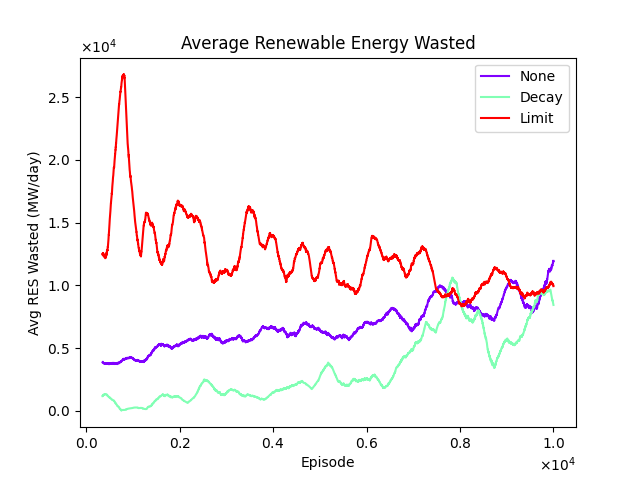 Average Renewable Energy Wasted
×10⁴
None
Decay
Limit
Avg RES Wasted (MW/day)
2.5
2.0
1.5
1.0
0.5
0.0
0.0 0.2 0.4 0.6 0.8 1.0
Episode
×10⁴